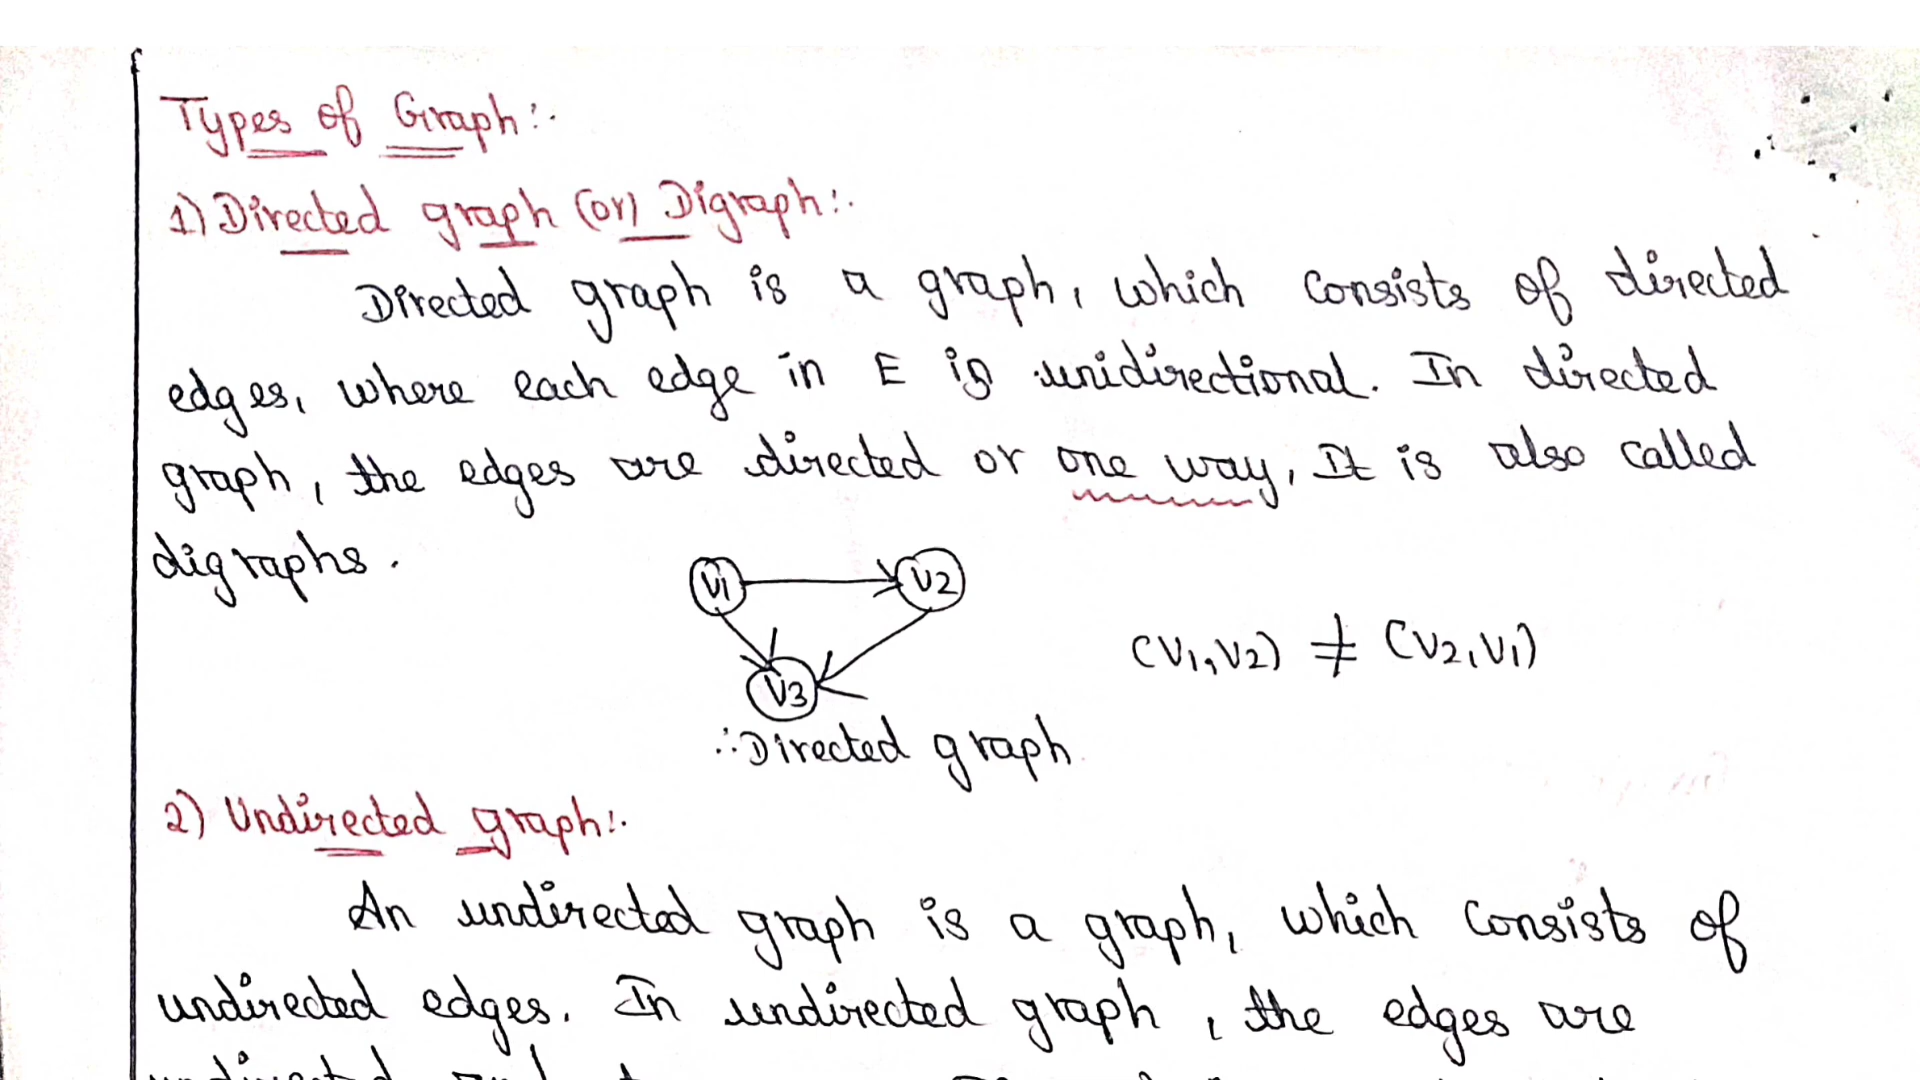 Types of Graph:-
1) Directed graph (or) Digraph:-
Directed graph is a graph, which consists of directed
edges, where each edge in E is unidirectional. In directed
graph, the edges are directed or one way, It is also called
digraphs.
V1 V2
V3
(V1,V2) ≠ (V2,V1)
∴Directed graph.
2) Undirected graph:-
An undirected graph is a graph, which consists of
undirected edges. In undirected graph, the edges are